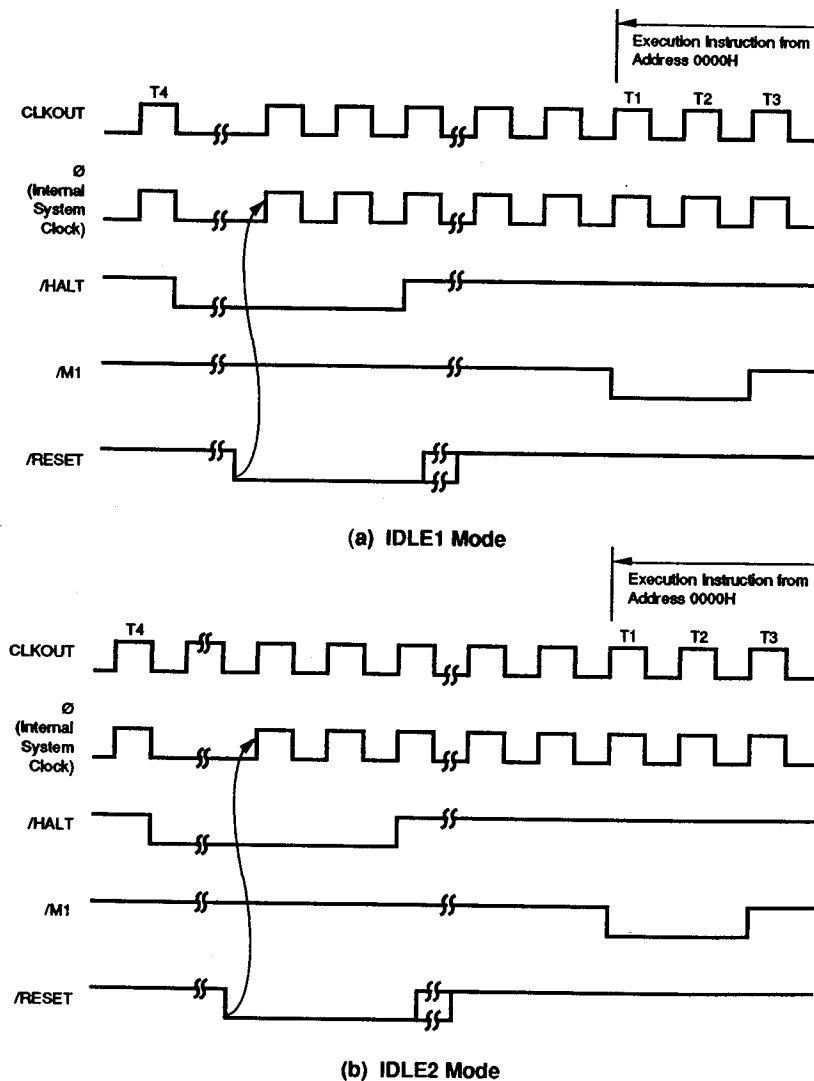 Execution Instruction from
Address 0000H
T4
T1
T2
T3
CLKOUT
Ø
(Internal
System
Clock)
/HALT
/M1
/RESET
(a) IDLE1 Mode
Execution Instruction from
Address 0000H
T4
T1
T2
T3
CLKOUT
Ø
(Internal
System
Clock)
/HALT
/M1
/RESET
(b) IDLE2 Mode